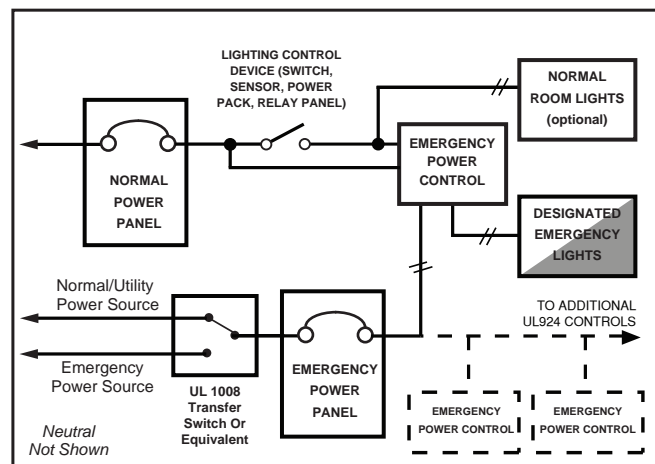 LIGHTING CONTROL
DEVICE (SWITCH,
SENSOR, POWER
PACK, RELAY PANEL)
NORMAL
ROOM LIGHTS
(optional)
NORMAL
POWER
PANEL
EMERGENCY
POWER
CONTROL
DESIGNATED
EMERGENCY
LIGHTS
Normal/Utility
Power Source
Emergency
Power Source
UL 1008
Transfer
Switch Or
Equivalent
EMERGENCY
POWER
PANEL
TO ADDITIONAL
UL924 CONTROLS
EMERGENCY
POWER CONTROL
EMERGENCY
POWER CONTROL
Neutral
Not Shown